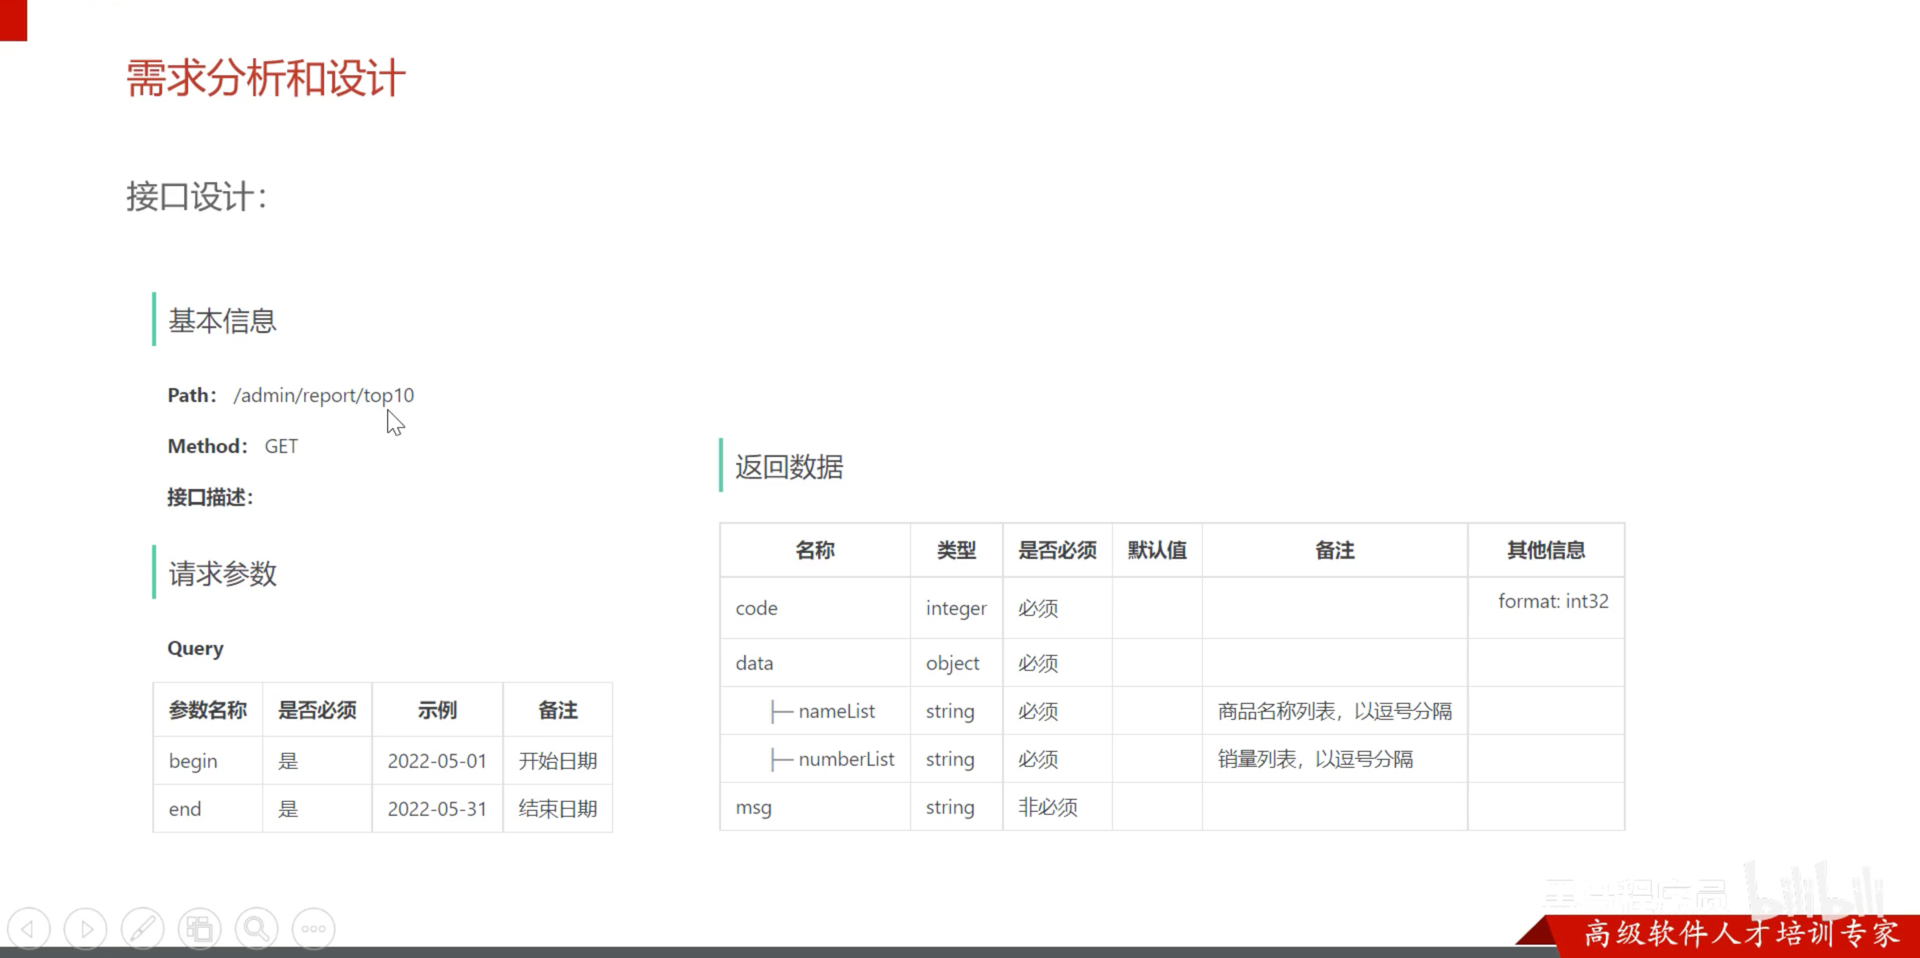 需求分析和设计
接口设计：
基本信息
Path： /admin/report/top10
Method： GET
接口描述：
请求参数
Query
参数名称 是否必须 示例 备注
begin 是 2022-05-01 开始日期
end 是 2022-05-31 结束日期
返回数据
名称 类型 是否必须 默认值 备注 其他信息
code integer 必须 format: int32
data object 必须
├─ nameList string 必须 商品名称列表，以逗号分隔
├─ numberList string 必须 销量列表，以逗号分隔
msg string 非必须
bilibili
高级软件人才培训专家